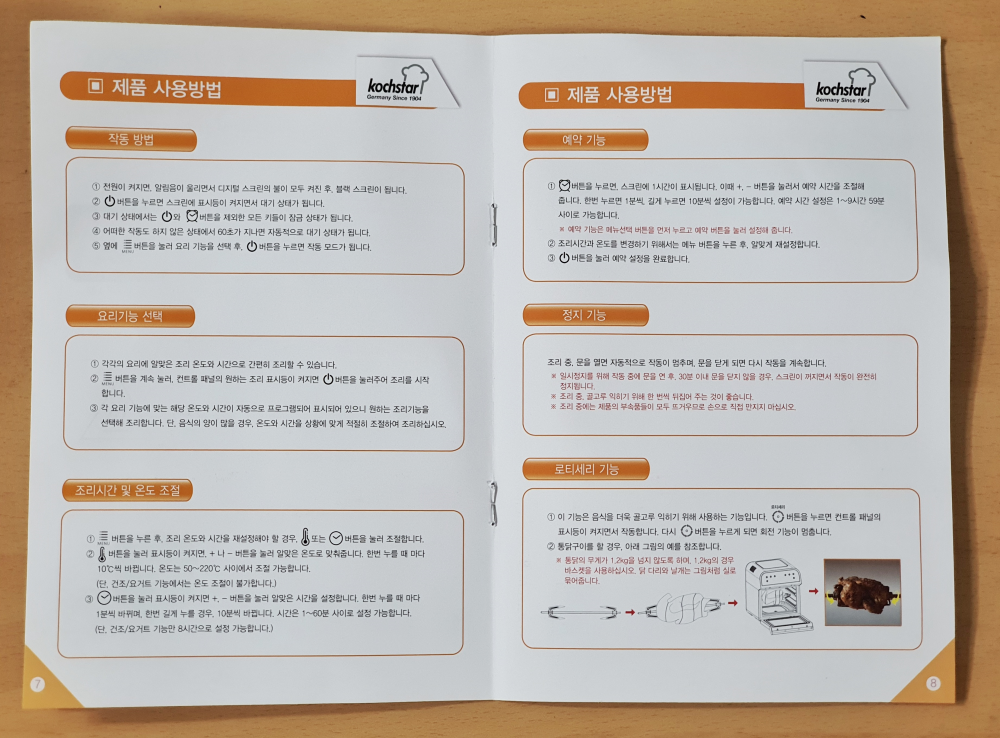 제품 사용방법
kochstar
Germany Since 1904
작동 방법
① 전원이 켜지면, 알림음이 울리면서 디지털 스크린의 불이 모두 켜진 후, 블랙 스크린이 됩니다.
② 버튼을 누르면 스크린에 표시등이 켜지면서 대기 상태가 됩니다.
③ 대기 상태에서는 와 버튼을 제외한 모든 키들이 잠금 상태가 됩니다.
④ 어떠한 작동도 하지 않은 상태에서 60초가 지나면 자동적으로 대기 상태가 됩니다.
⑤ 옆에 MENU 버튼을 눌러 요리 기능을 선택 후, 버튼을 누르면 작동 모드가 됩니다.
요리기능 선택
① 각각의 요리에 알맞은 조리 온도와 시간으로 간편히 조리할 수 있습니다.
② MENU 버튼을 계속 눌러, 컨트롤 패널의 원하는 조리 표시등이 켜지면 버튼을 눌러주어 조리를 시작
합니다.
③ 각 요리 기능에 맞는 해당 온도와 시간이 자동으로 프로그램되어 표시되어 있으니 원하는 조리기능을
선택해 조리합니다. 단, 음식의 양이 많을 경우, 온도와 시간을 상황에 맞게 적절히 조절하여 조리하십시오.
조리시간 및 온도 조절
① MENU 버튼을 누른 후, 조리 온도와 시간을 재설정해야 할 경우, 또는 버튼을 눌러 조절합니다.
② 버튼을 눌러 표시등이 켜지면, + 나 - 버튼을 눌러 알맞은 온도로 맞춰줍니다. 한번 누를 때 마다
10℃씩 바뀝니다. 온도는 50~220℃ 사이에서 조절 가능합니다.
(단, 건조/요거트 기능에서는 온도 조절이 불가합니다.)
③ 버튼을 눌러 표시등이 켜지면 +, - 버튼을 눌러 알맞은 시간을 설정합니다. 한번 누를 때 마다
1분씩 바뀌며, 한번 길게 누를 경우, 10분씩 바뀝니다. 시간은 1~60분 사이로 설정 가능합니다.
(단, 건조/요거트 기능만 8시간으로 설정 가능합니다.)
7
제품 사용방법
kochstar
Germany Since 1904
예약 기능
① 버튼을 누르면, 스크린에 1시간이 표시됩니다. 이때 +, - 버튼을 눌러서 예약 시간을 조절해
줍니다. 한번 누르면 1분씩, 길게 누르면 10분씩 설정이 가능합니다. 예약 시간 설정은 1~9시간 59분
사이로 가능합니다.
※ 예약 기능은 메뉴선택 버튼을 먼저 누르고 예약 버튼을 눌러 설정해 줍니다.
② 조리시간과 온도를 변경하기 위해서는 메뉴 버튼을 누른 후, 알맞게 재설정합니다.
③ 버튼을 눌러 예약 설정을 완료합니다.
정지 기능
조리 중, 문을 열면 자동적으로 작동이 멈추며, 문을 닫게 되면 다시 작동을 계속합니다.
※ 일시정지를 위해 작동 중에 문을 연 후, 30분 이내 문을 닫지 않을 경우, 스크린이 꺼지면서 작동이 완전히
정지됩니다.
※ 조리 중, 골고루 익히기 위해 한 번씩 뒤집어 주는 것이 좋습니다.
※ 조리 중에는 제품의 부속품들이 모두 뜨거우므로 손으로 직접 만지지 마십시오.
로티세리 기능
① 이 기능은 음식을 더욱 골고루 익히기 위해 사용하는 기능입니다. 로티세리 버튼을 누르면 컨트롤 패널의
표시등이 켜지면서 작동합니다. 다시 버튼을 누르게 되면 회전 기능이 멈춥니다.
② 통닭구이를 할 경우, 아래 그림의 예를 참조합니다.
※ 통닭의 무게가 1.2kg을 넘지 않도록 하며, 1.2kg의 경우
바스켓을 사용하십시오. 닭 다리와 날개는 그림처럼 실로
묶어줍니다.
8